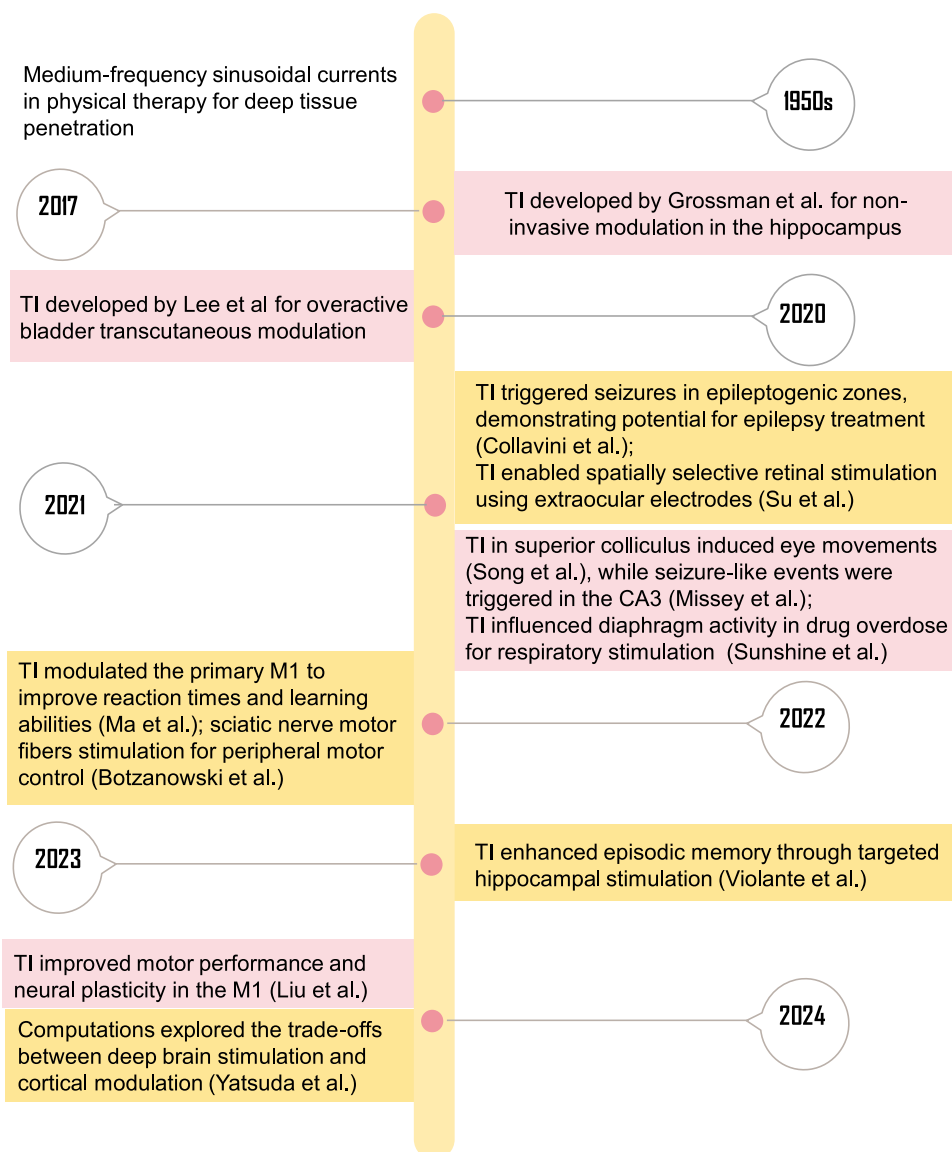 Medium-frequency sinusoidal currents
in physical therapy for deep tissue
penetration
1950s
2017
TI developed by Grossman et al. for non-
invasive modulation in the hippocampus
TI developed by Lee et al for overactive
bladder transcutaneous modulation
2020
TI triggered seizures in epileptogenic zones,
demonstrating potential for epilepsy treatment
(Collavini et al.);
TI enabled spatially selective retinal stimulation
using extraocular electrodes (Su et al.)
2021
TI in superior colliculus induced eye movements
(Song et al.), while seizure-like events were
triggered in the CA3 (Missey et al.);
TI influenced diaphragm activity in drug overdose
for respiratory stimulation (Sunshine et al.)
TI modulated the primary M1 to
improve reaction times and learning
abilities (Ma et al.); sciatic nerve motor
fibers stimulation for peripheral motor
control (Botzanowski et al.)
2022
2023
TI enhanced episodic memory through targeted
hippocampal stimulation (Violante et al.)
TI improved motor performance and
neural plasticity in the M1 (Liu et al.)
Computations explored the trade-offs
between deep brain stimulation and
cortical modulation (Yatsuda et al.)
2024